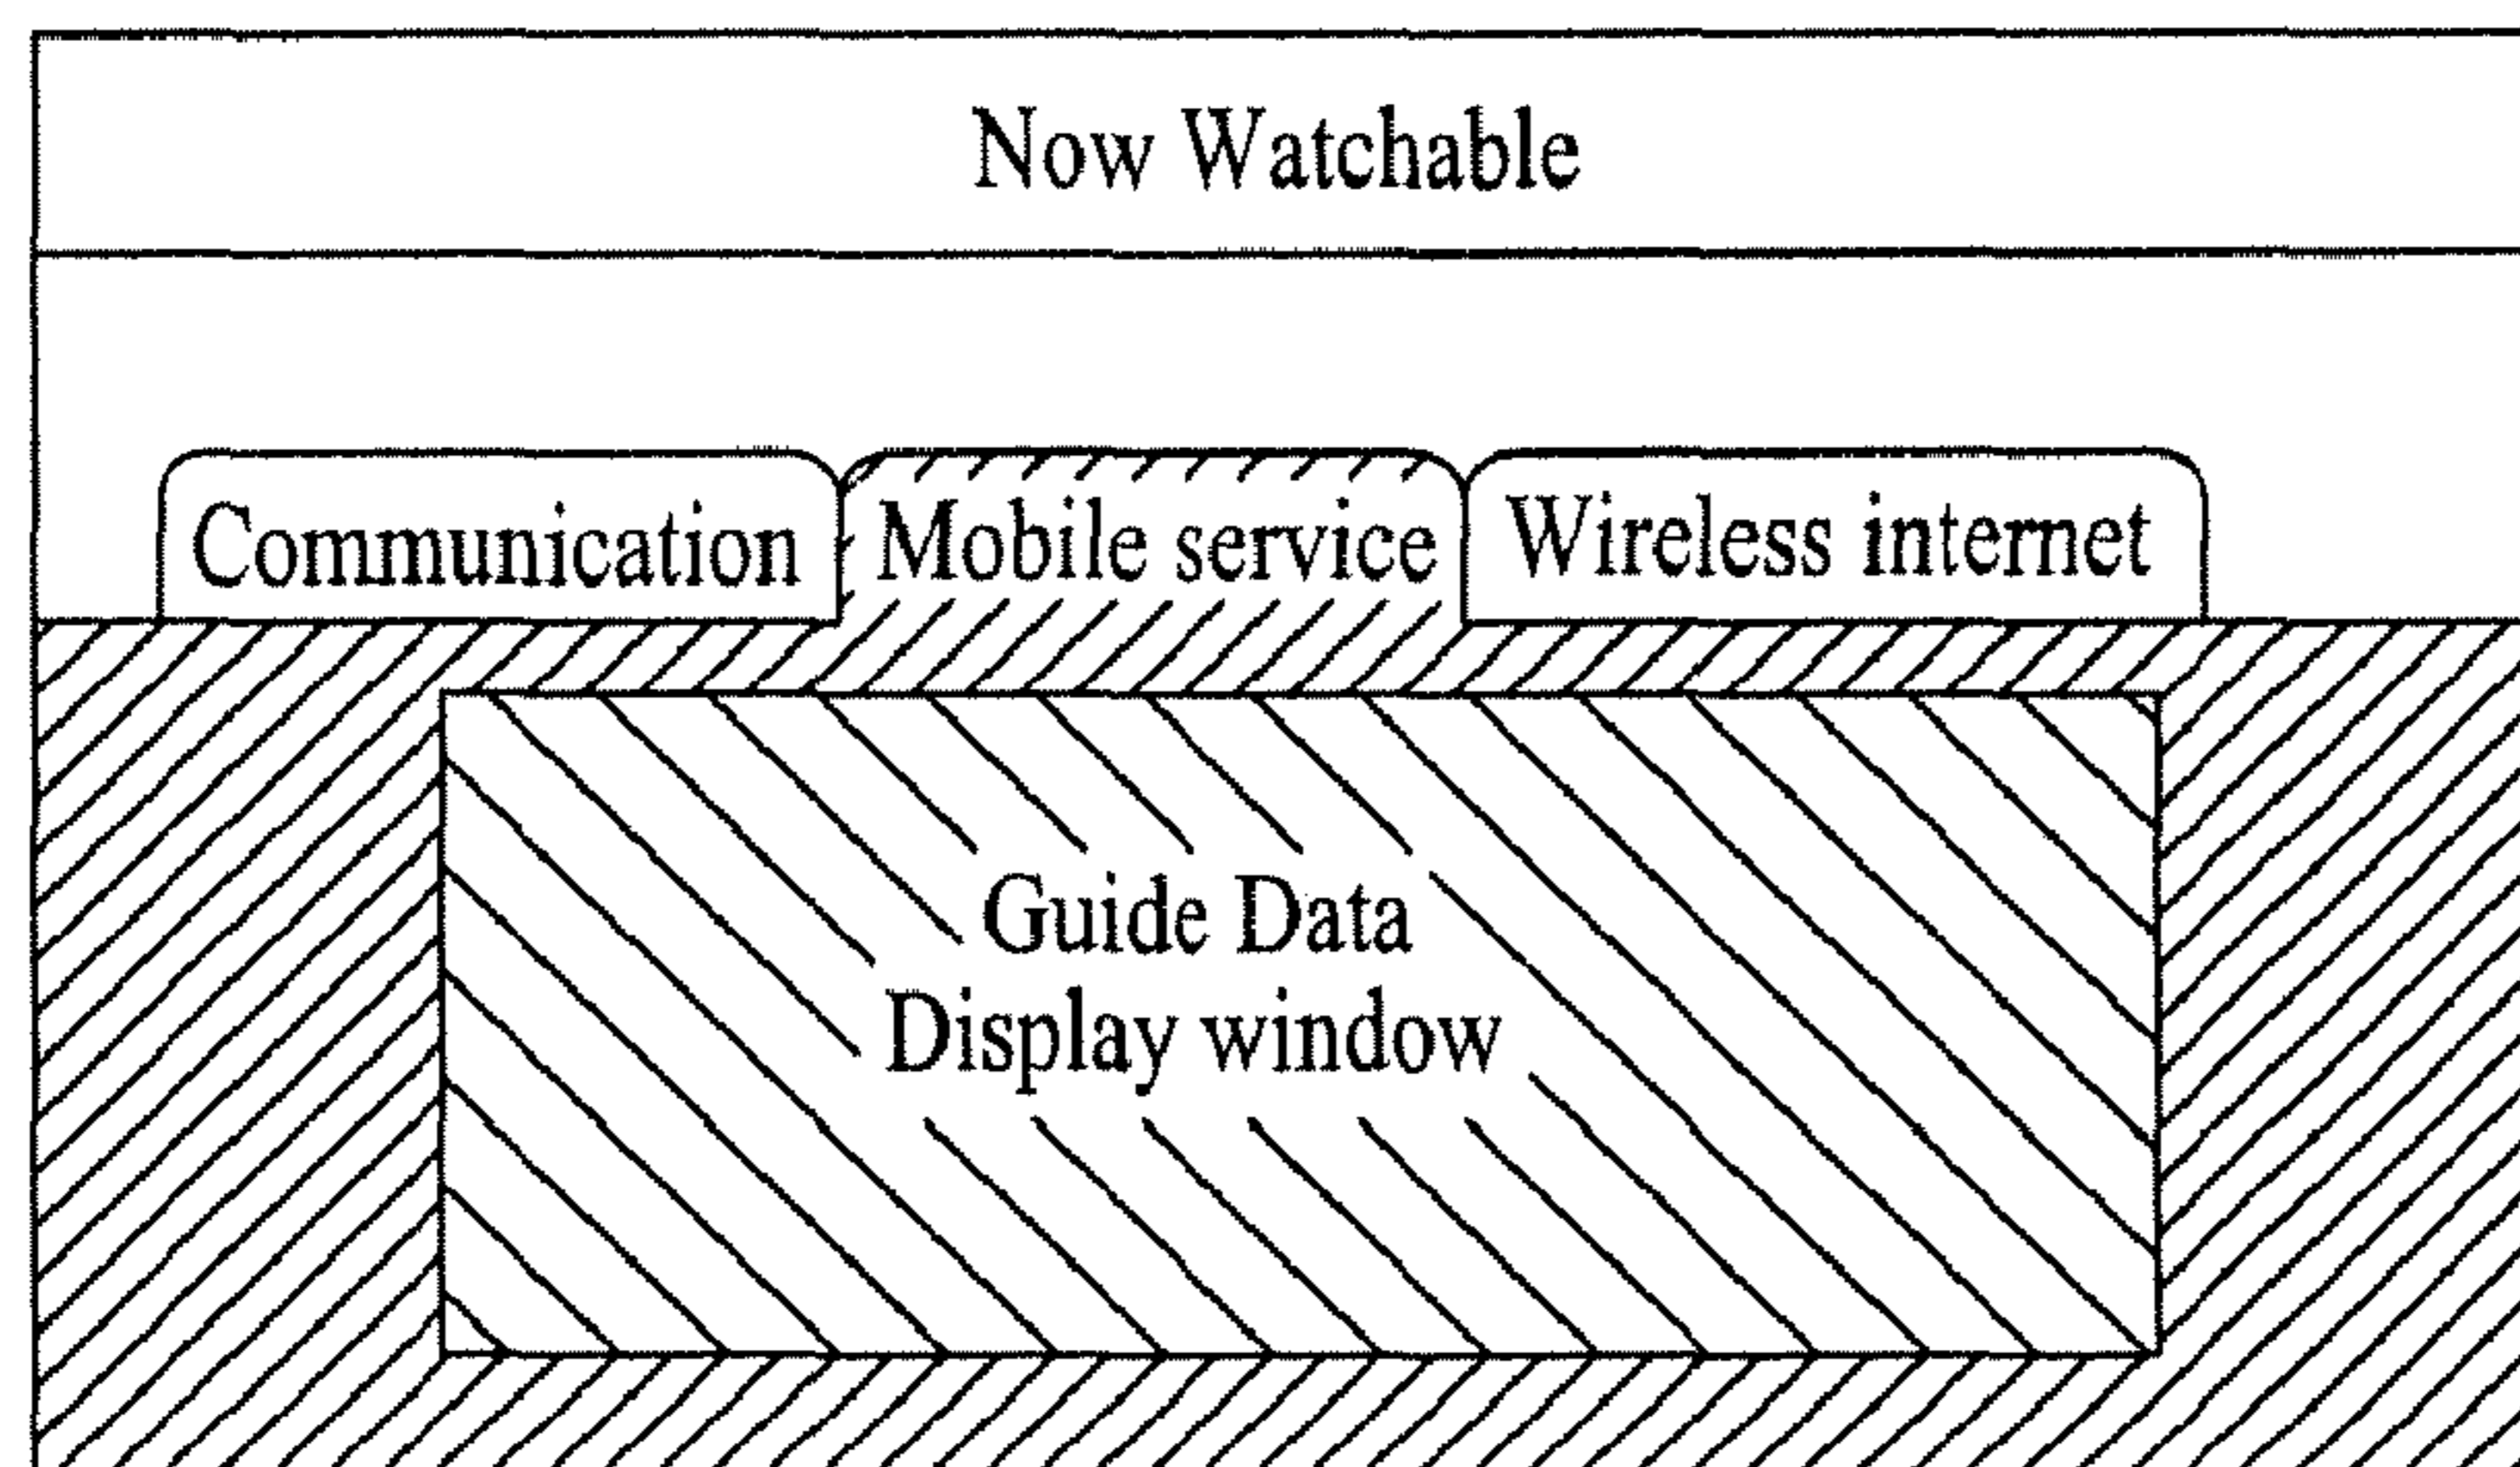 Now Watchable
Communication Mobile service Wireless internet
Guide Data
Display window